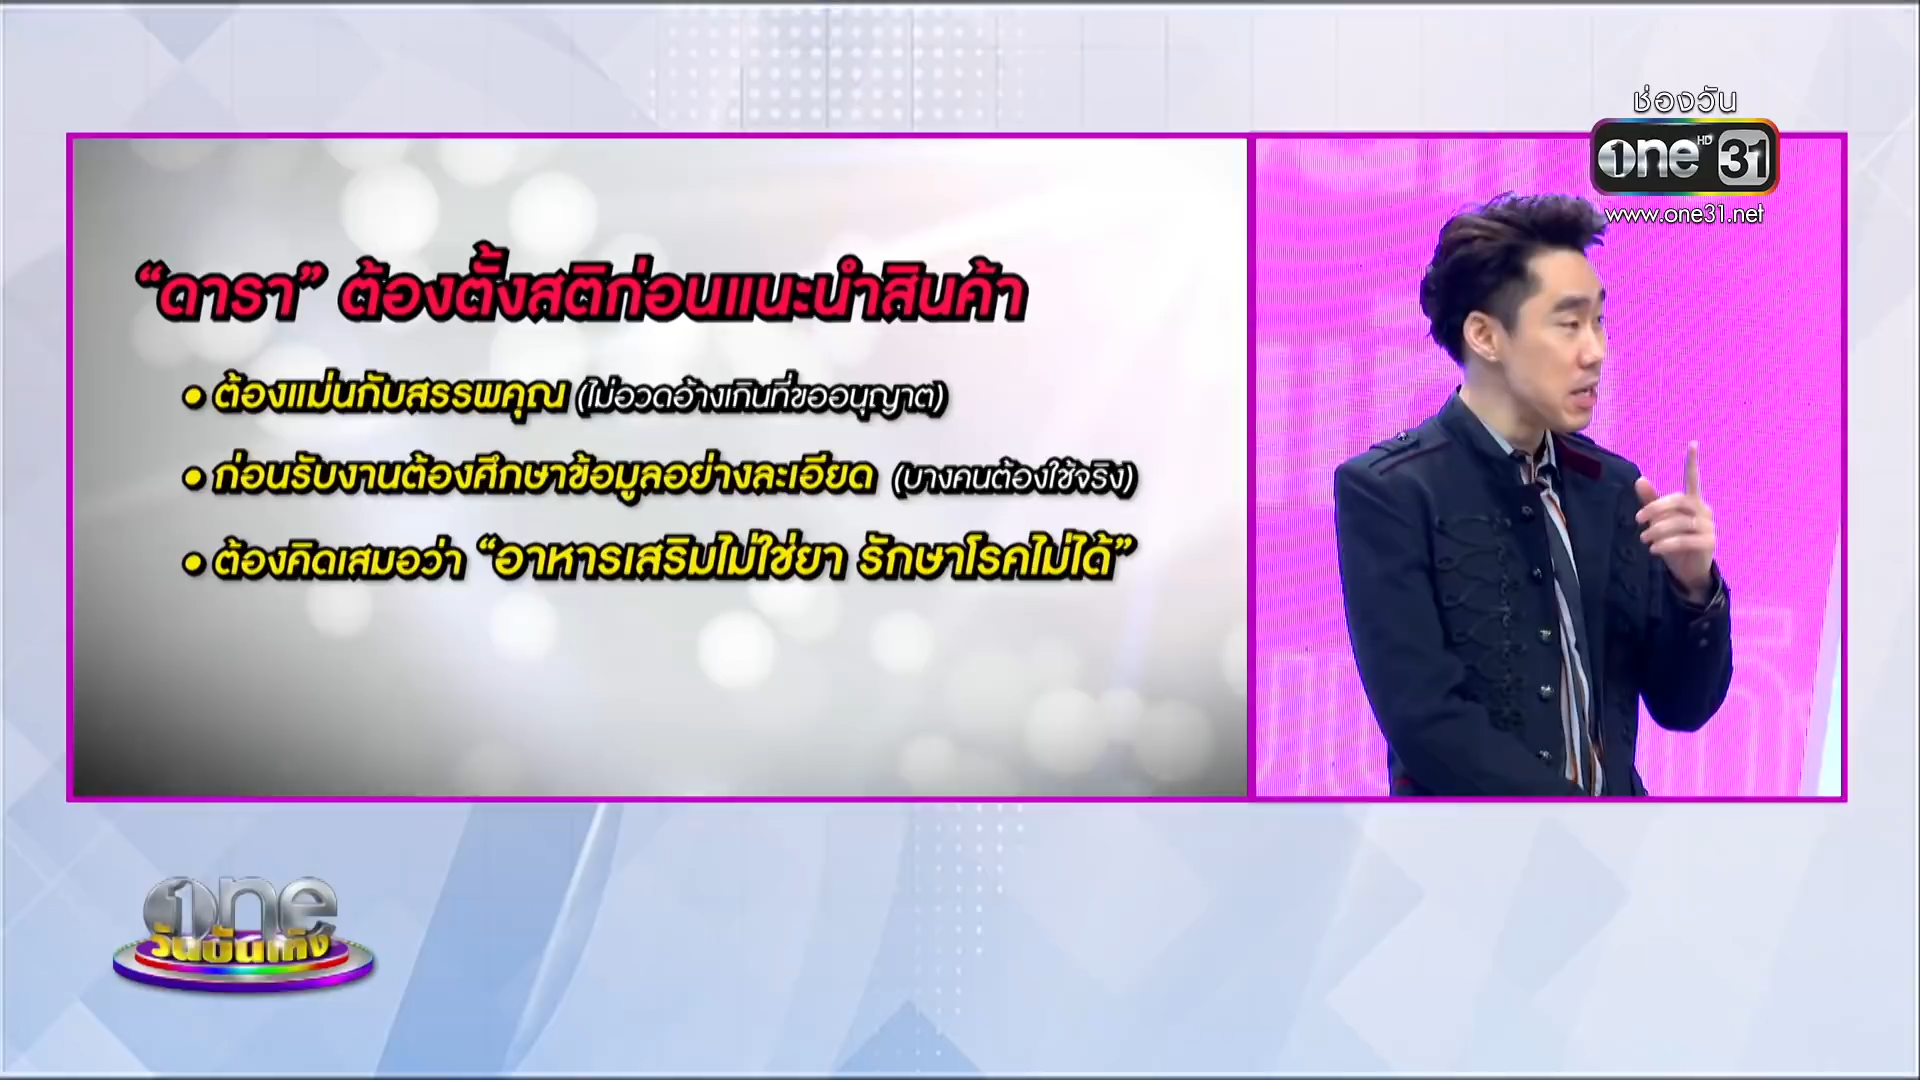 ช่องวัน
one HD 31
www.one31.net
“ดารา” ต้องตั้งสติก่อนแนะนำสินค้า
• ต้องแม่นกับสรรพคุณ (ไม่อวดอ้างเกินที่ขออนุญาต)
• ก่อนรับงานต้องศึกษาข้อมูลอย่างละเอียด (บางคนต้องใช้จริง)
• ต้องคิดเสมอว่า “อาหารเสริมไม่ใช่ยา รักษาโรคไม่ได้”
one
วันบันเทิง